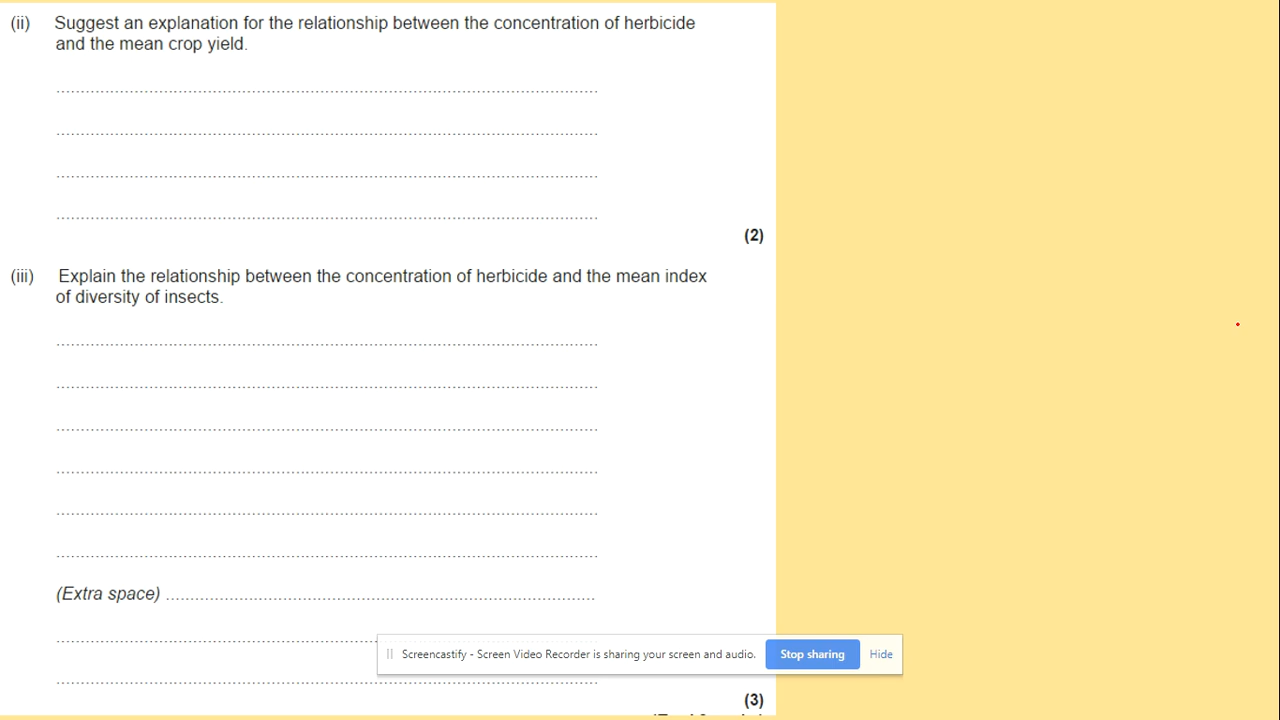 (ii) Suggest an explanation for the relationship between the concentration of herbicide
and the mean crop yield.
(2)
(iii) Explain the relationship between the concentration of herbicide and the mean index
of diversity of insects.
(Extra space)
|| Screencastify - Screen Video Recorder is sharing your screen and audio. Stop sharing Hide
(3)